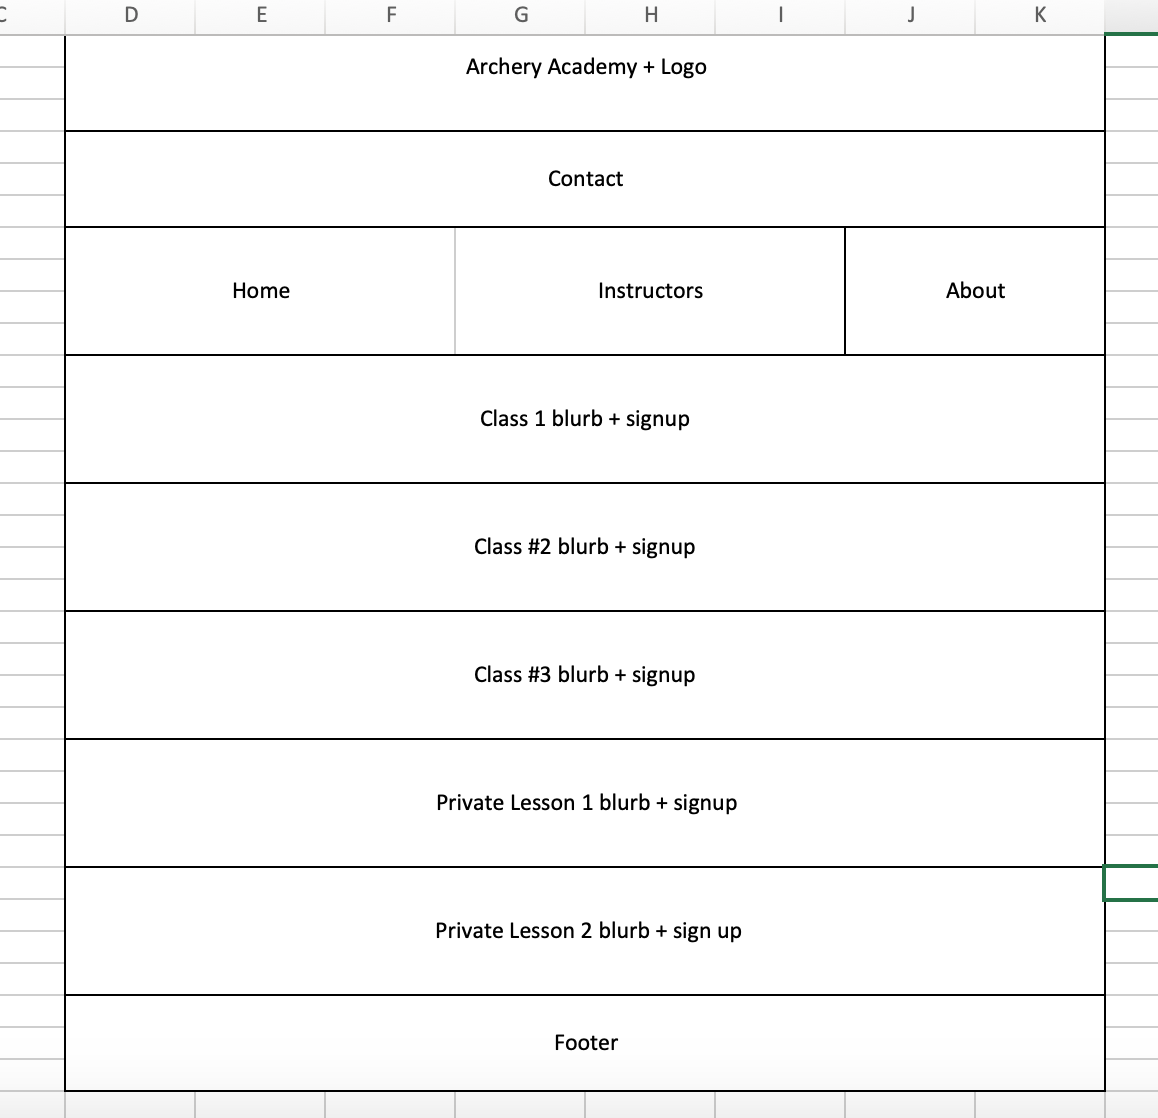 C D E F G H I J K
Archery Academy + Logo
Contact
Home Instructors About
Class 1 blurb + signup
Class #2 blurb + signup
Class #3 blurb + signup
Private Lesson 1 blurb + signup
Private Lesson 2 blurb + sign up
Footer